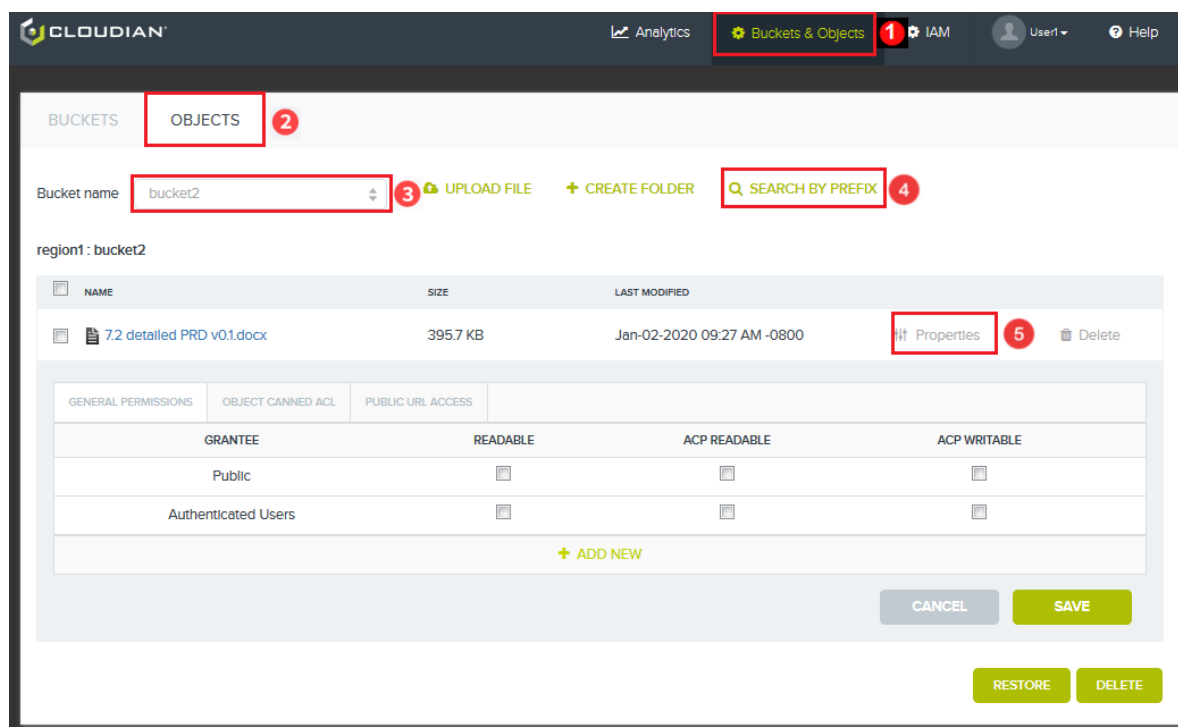 CLOUDIAN
Analytics
Buckets & Objects
1
IAM
User1
Help
BUCKETS
OBJECTS
2
Bucket name
bucket2
3
UPLOAD FILE
+ CREATE FOLDER
SEARCH BY PREFIX
4
region1 : bucket2
NAME SIZE LAST MODIFIED
7.2 detailed PRD v0.1.docx 395.7 KB Jan-02-2020 09:27 AM -0800 Properties 5 Delete
GENERAL PERMISSIONS OBJECT CANNED ACL PUBLIC URL ACCESS
GRANTEE READABLE ACP READABLE ACP WRITABLE
Public
Authenticated Users
+ ADD NEW
CANCEL SAVE
RESTORE DELETE